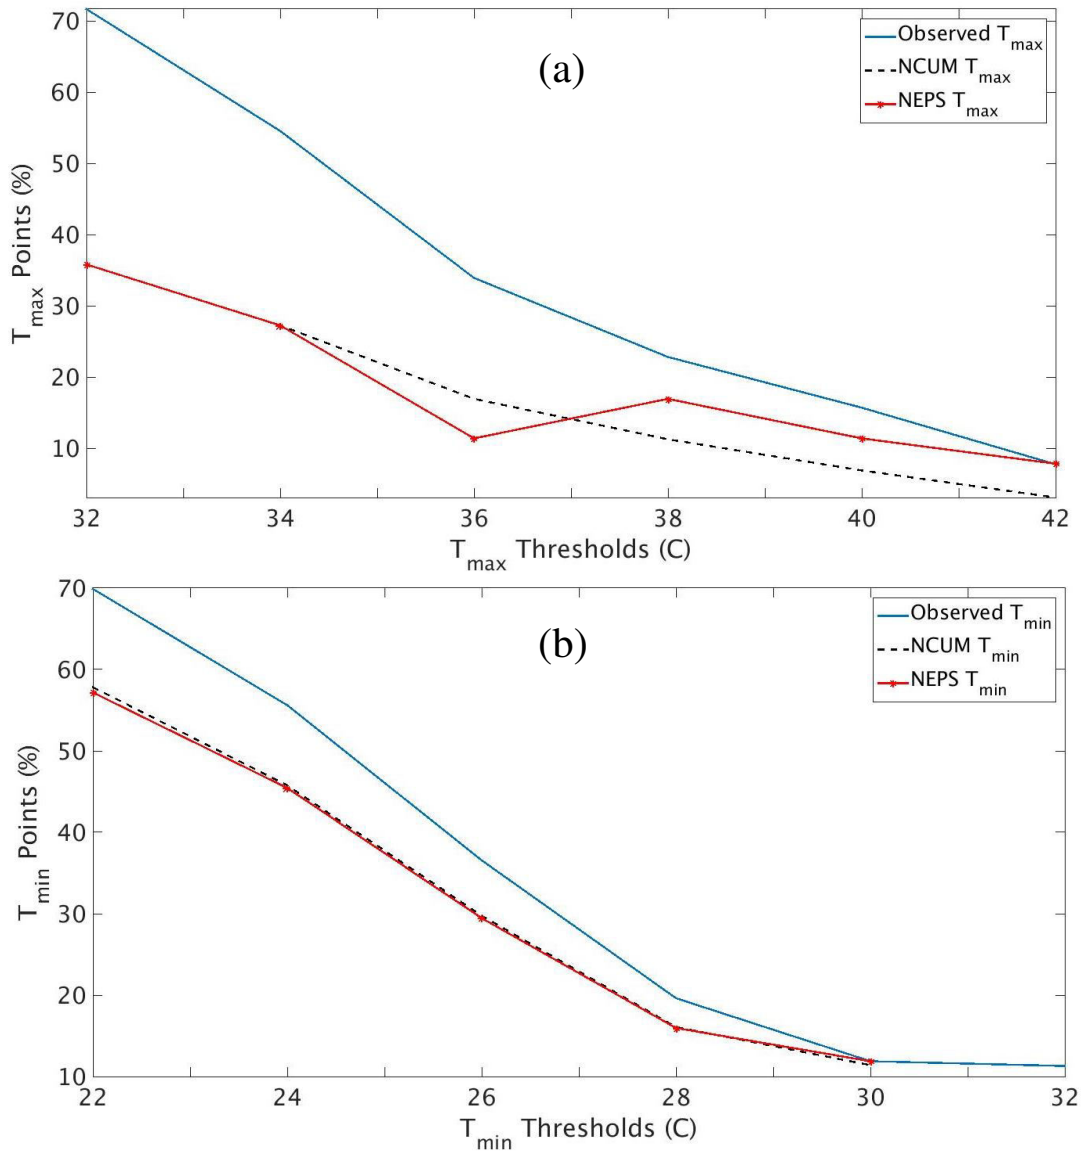 (a)
Observed Tmax
NCUM Tmax
NEPS Tmax
70
60
50
40
30
20
10
Tmax Points (%)
32 34 36 38 40 42
Tmax Thresholds (C)
(b)
Observed Tmin
NCUM Tmin
NEPS Tmin
70
60
50
40
30
20
10
Tmin Points (%)
22 24 26 28 30 32
Tmin Thresholds (C)